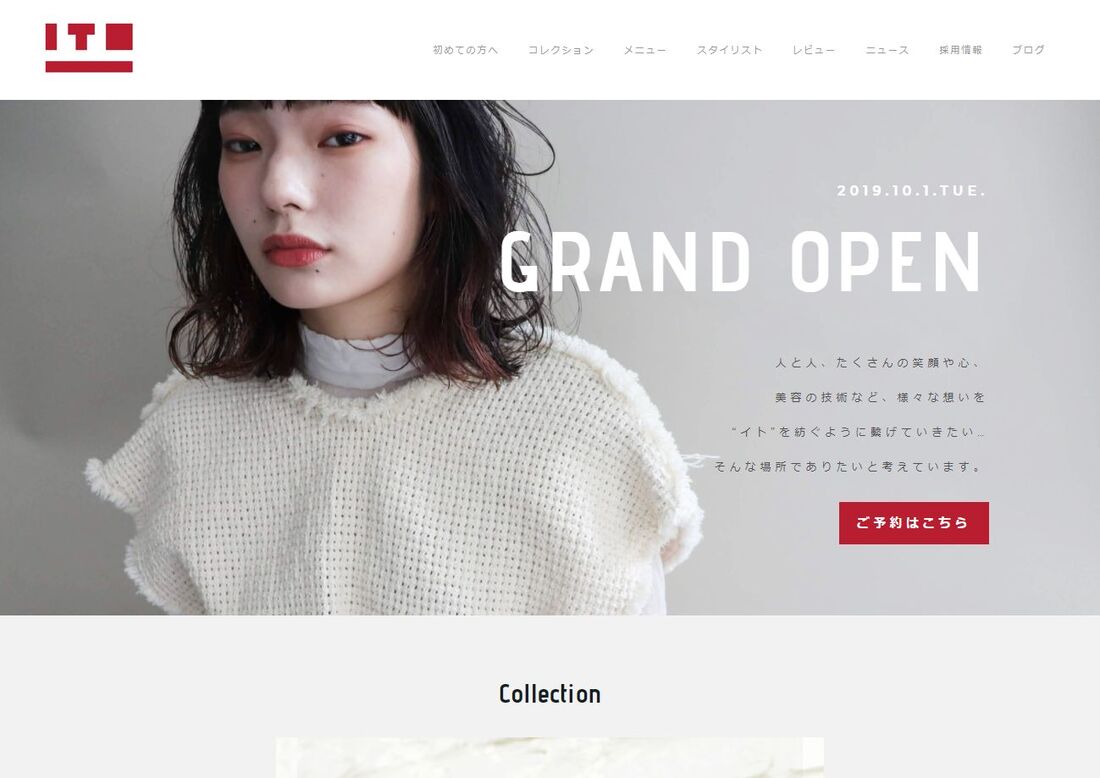 ITO
初めての方へ
コレクション
メニュー
スタイリスト
レビュー
ニュース
採用情報
ブログ
2019.10.1.TUE.
GRAND OPEN
人と人、たくさんの笑顔や心、
美容の技術など、様々な想いを
“イト”を紡ぐように繋げていきたい…
そんな場所でありたいと考えています。
ご予約はこちら
Collection